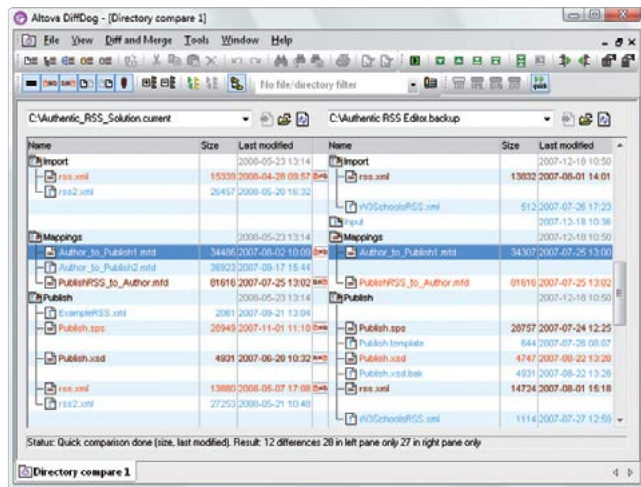 Altova DiffDog - [Directory compare 1]
File View Diff and Merge Tools Window Help
No file/directory filter
quick
C:\Authentic_RSS_Solution.current
C:\Authentic RSS Editor.backup
Name Size Last modified Name Size Last modified
Import 2008-05-23 13:14 Import 2007-12-18 10:50
rss.xml 15339 2008-04-28 09:57 rss.xml 13832 2007-08-01 14:01
rss2.xml 26457 2008-05-20 16:32
W3SchoolsRSS.xml 512 2007-07-26 17:23
Input 2007-12-18 10:36
Mappings 2008-05-23 13:14 Mappings 2007-12-18 10:50
Author_to_Publish1.mfd 34486 2007-08-02 10:09 Author_to_Publish1.mfd 34307 2007-07-25 13:00
Author_to_Publish2.mfd 36923 2007-09-17 15:44
PublishRSS_to_Author.mfd 81616 2007-07-25 13:02 PublishRSS_to_Author.mfd 81616 2007-07-25 13:02
Publish 2008-05-23 13:14 Publish 2007-12-18 10:50
ExampleRSS.xml 2061 2007-09-21 13:04
Publish.sps 28949 2007-11-01 11:10 Publish.sps 28757 2007-07-24 12:25
Publish.template 644 2007-07-26 08:07
Publish.xsd 4931 2007-06-20 10:32 Publish.xsd 4747 2007-08-22 13:28
Publish.xsd.bak 4931 2007-08-22 13:28
rss.xml 13880 2008-05-07 17:08 rss.xml 14724 2007-08-01 15:18
rss2.xml 27253 2008-05-21 10:48
W3SchoolsRSS.xml 1114 2007-07-27 12:59
Status: Quick comparison done (size, last modified). Result: 12 differences 28 in left pane only 27 in right pane only
Directory compare 1